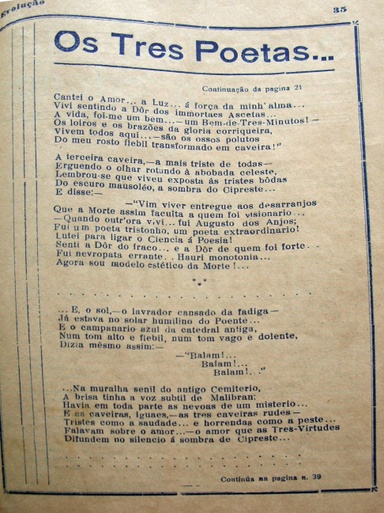 Evolução
35
Os Tres Poetas...
Continuação da pagina 21
Cantei o Amor... a Luz... á força da minh'alma...
Vivi sentindo a Dôr dos immortaes Ascetas...
A vida, foi-me um bem...—um Bem-de-Tres-Minutos!—
Os loiros e os brazões da gloria corriqueira,
Vivem todos aqui...—são os ossos polutos
Do meu rosto flebil transformado em caveira!"
A terceira caveira,—a mais triste de todas—
Erguendo o olhar rotundo à abobada celeste,
Lembrou-se que viveu exposta ás tristes bôdas
Do escuro mausoléo, a sombra do Cipreste...
E disse:—
—"Vim viver entregue aos desarranjos
Que a Morte assim faculta a quem foi visionario...
—Quando outr'ora vivi... fui Augusto dos Anjos;
Fui um poeta tristonho, um poeta extraordinario!
Lutei para ligar o Ciencia á Poesia!
Senti a Dôr do fraco... e a Dôr de quem foi forte...
Fui nevropata errante.. Hauri monotonia...
Agora sou modelo estético da Morte!...
... E, o sol,—o lavrador cansado da fadiga—
Já estava no solar humilino do Poente...
E o campanario azul da catedral antiga,
Num tom alto e flebil, num tom vago e dolente,
Dizia mêsmo assim:—
—"Balam!...
Balam!...
Balam!.."
...Na muralha senil do antigo Cemiterio,
A brisa tinha a voz subtil de Malibran;
Havia em toda parte as nevoas de um misterio...
E as caveiras, iguaes,—as tres caveiras rudes—
Tristes como a saudade... e horrendas como a peste...
Falavam sobre o amor...—o amor que as Tres-Virtudes
Difundem no silencio á sombra do Cipreste...
Continúa na pagina n. 39